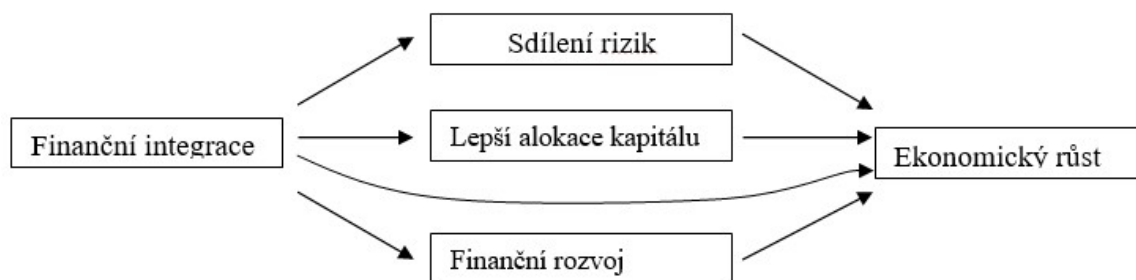 Sdílení rizik
Finanční integrace
Lepší alokace kapitálu
Ekonomický růst
Finanční rozvoj